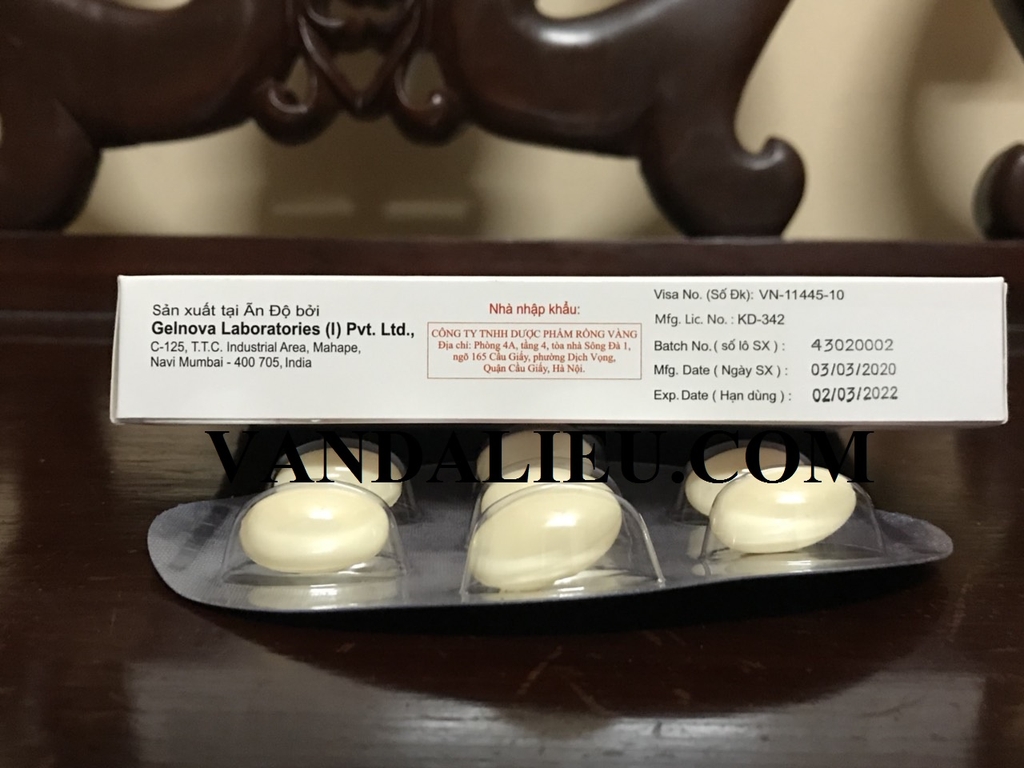 Sản xuất tại Ấn Độ bởi
Gelnova Laboratories (I) Pvt. Ltd.,
C-125, T.T.C. Industrial Area, Mahape,
Navi Mumbai - 400 705, India
Nhà nhập khẩu:
CÔNG TY TNHH DƯỢC PHẨM RỒNG VÀNG
Địa chỉ: Phòng 4A, tầng 4, tòa nhà Sông Đà 1,
ngõ 165 Cầu Giấy, phường Dịch Vọng,
Quận Cầu Giấy, Hà Nội.
Visa No. (Số Đk): VN-11445-10
Mfg. Lic. No. : KD-342
Batch No. ( số lô SX ) : 43020002
Mfg. Date ( Ngày SX ) : 03/03/2020
Exp. Date ( Hạn dùng ) : 02/03/2022
VANDALIEU.COM